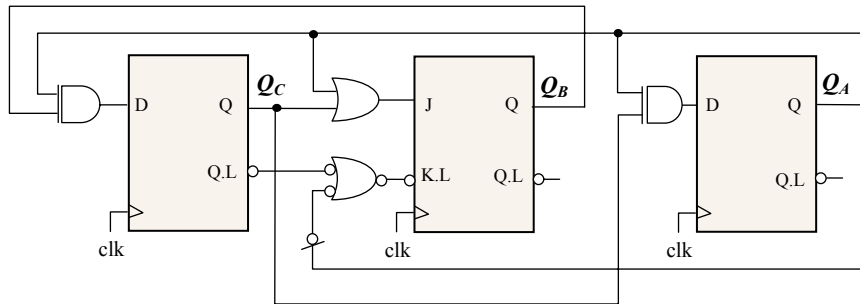 Q_C Q_B Q_A
D Q J Q D Q
Q.L K.L Q.L Q.L
clk clk clk